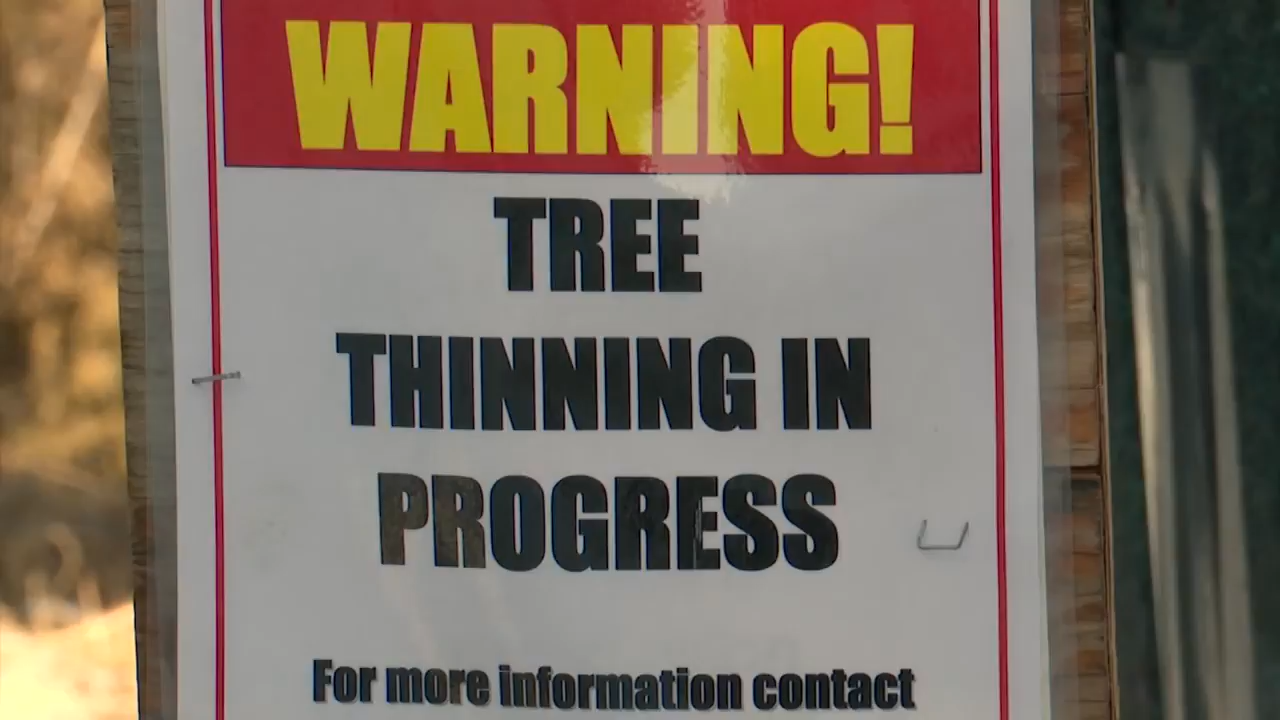 WARNING!
TREE
THINNING IN
PROGRESS
For more information contact